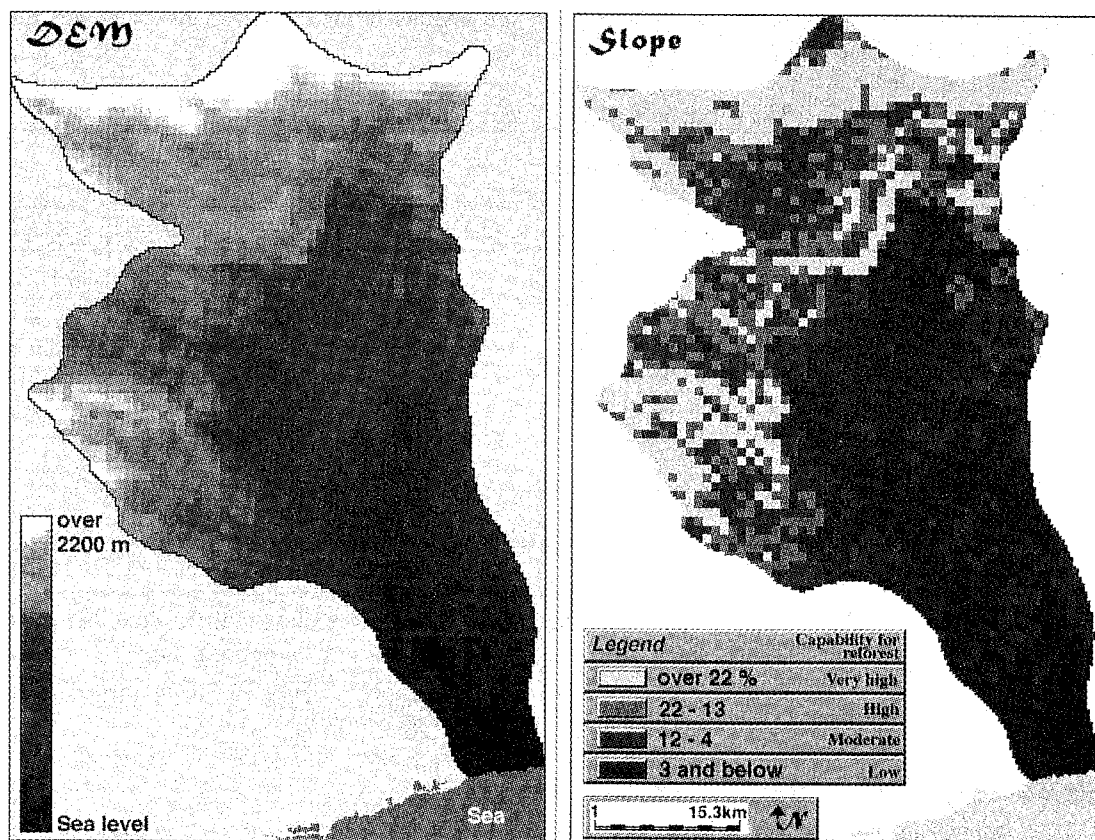 DEM
over
2200 m
Sea level
Sea
Slope
Legend Capability for
reforest
over 22 % Very high
22 - 13 High
12 - 4 Moderate
3 and below Low
1 15.3km N